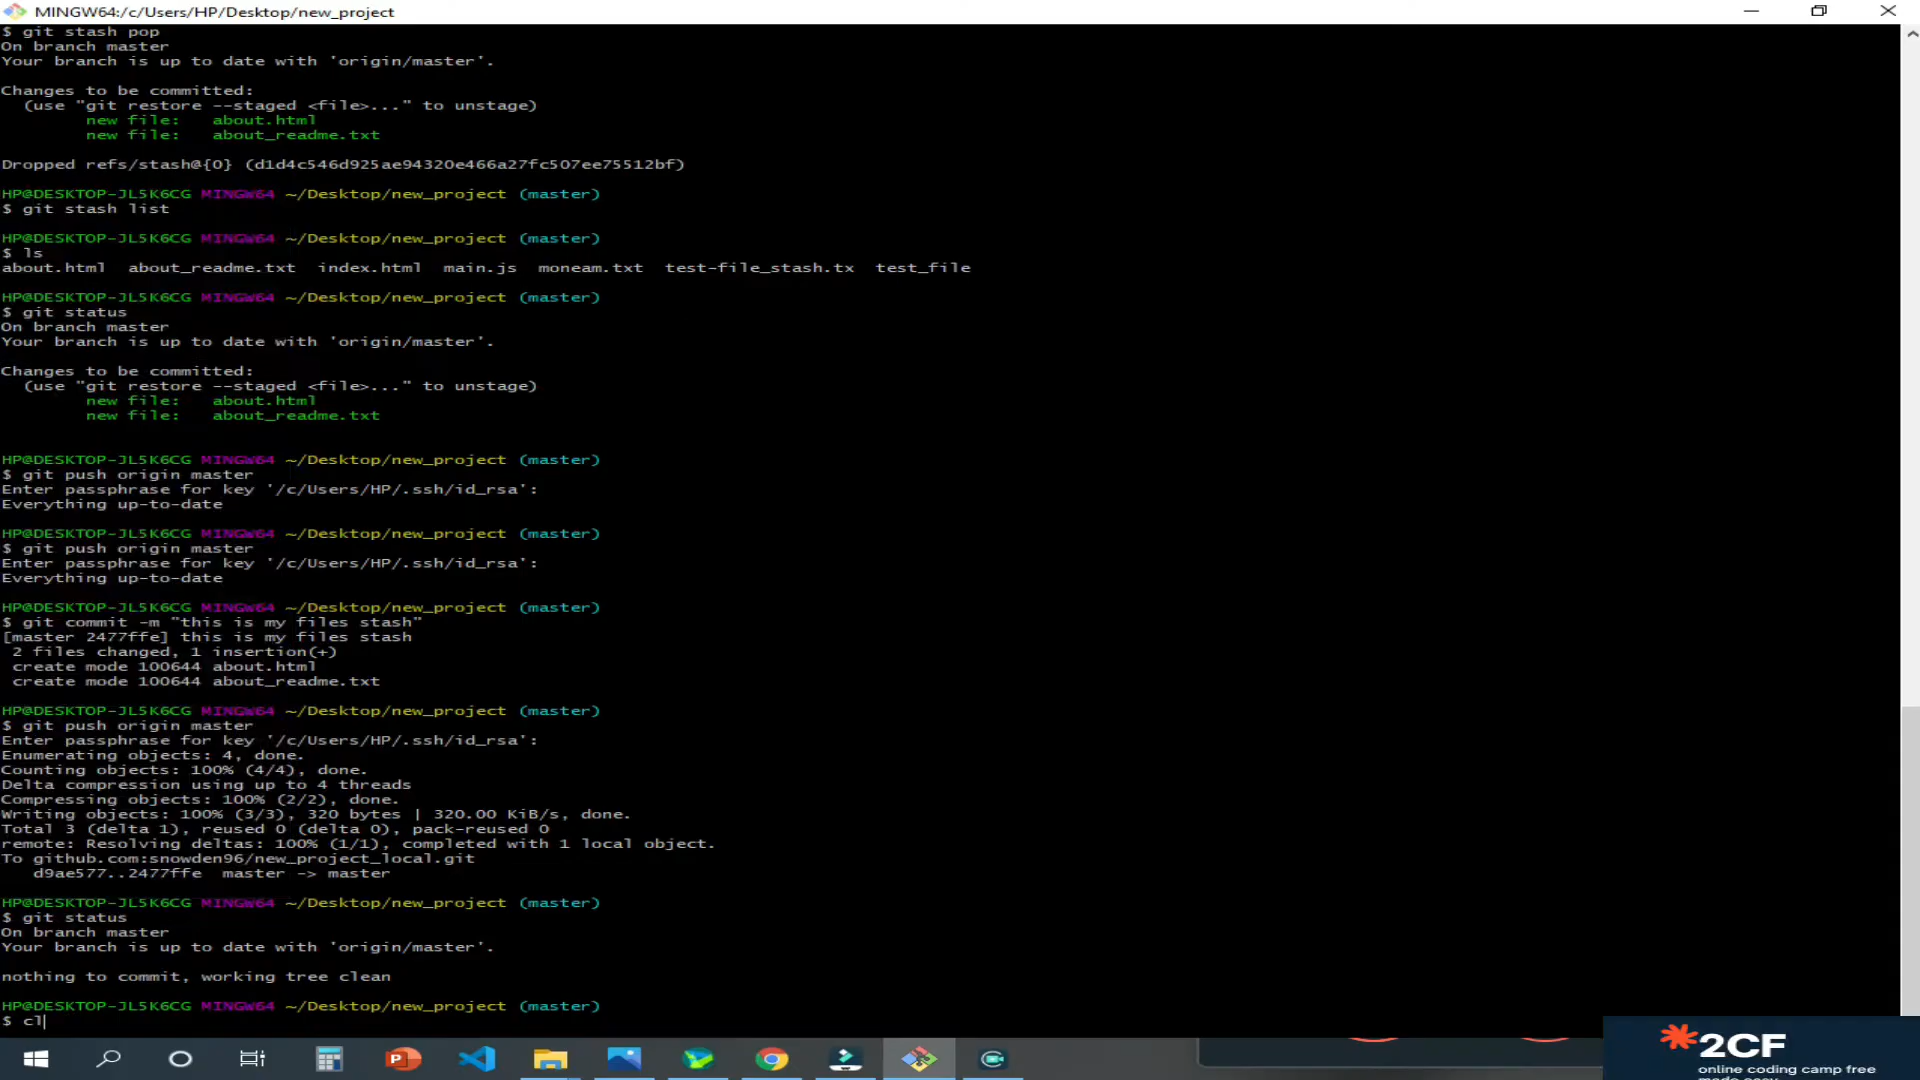 MINGW64:/c/Users/HP/Desktop/new_project
$ git stash pop
On branch master
Your branch is up to date with 'origin/master'.
Changes to be committed:
  (use "git restore --staged <file>..." to unstage)
        new file:   about.html
        new file:   about_readme.txt
Dropped refs/stash@{0} (d1d4c546d925ae94320e466a27fc507ee75512bf)
HP@DESKTOP-JL5K6CG MINGW64 ~/Desktop/new_project (master)
$ git stash list
HP@DESKTOP-JL5K6CG MINGW64 ~/Desktop/new_project (master)
$ ls
about.html  about_readme.txt  index.html  main.js  moneam.txt  test-file_stash.tx  test_file
HP@DESKTOP-JL5K6CG MINGW64 ~/Desktop/new_project (master)
$ git status
On branch master
Your branch is up to date with 'origin/master'.
Changes to be committed:
  (use "git restore --staged <file>..." to unstage)
        new file:   about.html
        new file:   about_readme.txt
HP@DESKTOP-JL5K6CG MINGW64 ~/Desktop/new_project (master)
$ git push origin master
Enter passphrase for key '/c/Users/HP/.ssh/id_rsa':
Everything up-to-date
HP@DESKTOP-JL5K6CG MINGW64 ~/Desktop/new_project (master)
$ git push origin master
Enter passphrase for key '/c/Users/HP/.ssh/id_rsa':
Everything up-to-date
HP@DESKTOP-JL5K6CG MINGW64 ~/Desktop/new_project (master)
$ git commit -m "this is my files stash"
[master 2477ffe] this is my files stash
 2 files changed, 1 insertion(+)
 create mode 100644 about.html
 create mode 100644 about_readme.txt
HP@DESKTOP-JL5K6CG MINGW64 ~/Desktop/new_project (master)
$ git push origin master
Enter passphrase for key '/c/Users/HP/.ssh/id_rsa':
Enumerating objects: 4, done.
Counting objects: 100% (4/4), done.
Delta compression using up to 4 threads
Compressing objects: 100% (2/2), done.
Writing objects: 100% (3/3), 320 bytes | 320.00 KiB/s, done.
Total 3 (delta 1), reused 0 (delta 0), pack-reused 0
remote: Resolving deltas: 100% (1/1), completed with 1 local object.
To github.com:snowden96/new_project_local.git
   d9ae577..2477ffe  master -> master
HP@DESKTOP-JL5K6CG MINGW64 ~/Desktop/new_project (master)
$ git status
On branch master
Your branch is up to date with 'origin/master'.
nothing to commit, working tree clean
HP@DESKTOP-JL5K6CG MINGW64 ~/Desktop/new_project (master)
$ cl
2CF
online coding camp free